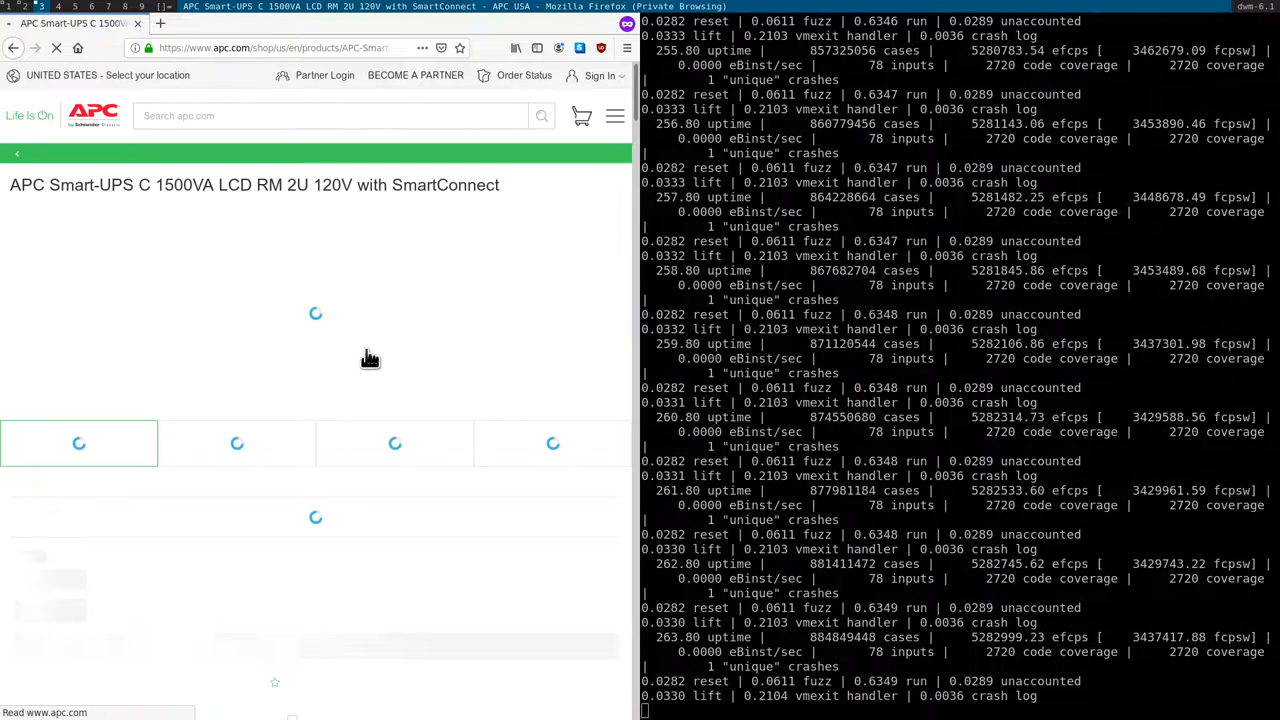 1 2 3 4 5 6 7 8 9 []= APC Smart-UPS C 1500VA LCD RM 2U 120V with SmartConnect - APC USA - Mozilla Firefox (Private Browsing) dwm-6.1
APC Smart-UPS C 1500VA
https://www.apc.com/shop/us/en/products/APC-Smart
UNITED STATES - Select your location Partner Login BECOME A PARTNER Order Status Sign In
Life Is On APC by Schneider Electric Search apc.com
APC Smart-UPS C 1500VA LCD RM 2U 120V with SmartConnect
Read www.apc.com
0.0282 reset | 0.0611 fuzz | 0.6346 run | 0.0289 unaccounted
0.0333 lift | 0.2103 vmexit handler | 0.0036 crash log
255.80 uptime | 857325056 cases | 5280783.54 efcps [ 3462679.09 fcpsw] |
0.0000 eBinst/sec | 78 inputs | 2720 code coverage | 2720 coverage
| 1 "unique" crashes
0.0282 reset | 0.0611 fuzz | 0.6347 run | 0.0289 unaccounted
0.0333 lift | 0.2103 vmexit handler | 0.0036 crash log
256.80 uptime | 860779456 cases | 5281143.06 efcps [ 3453890.46 fcpsw] |
0.0000 eBinst/sec | 78 inputs | 2720 code coverage | 2720 coverage
| 1 "unique" crashes
0.0282 reset | 0.0611 fuzz | 0.6347 run | 0.0289 unaccounted
0.0333 lift | 0.2103 vmexit handler | 0.0036 crash log
257.80 uptime | 864228664 cases | 5281482.25 efcps [ 3448678.49 fcpsw] |
0.0000 eBinst/sec | 78 inputs | 2720 code coverage | 2720 coverage
| 1 "unique" crashes
0.0282 reset | 0.0611 fuzz | 0.6347 run | 0.0289 unaccounted
0.0332 lift | 0.2103 vmexit handler | 0.0036 crash log
258.80 uptime | 867682704 cases | 5281845.86 efcps [ 3453489.68 fcpsw] |
0.0000 eBinst/sec | 78 inputs | 2720 code coverage | 2720 coverage
| 1 "unique" crashes
0.0282 reset | 0.0611 fuzz | 0.6348 run | 0.0289 unaccounted
0.0332 lift | 0.2103 vmexit handler | 0.0036 crash log
259.80 uptime | 871120544 cases | 5282106.86 efcps [ 3437301.98 fcpsw] |
0.0000 eBinst/sec | 78 inputs | 2720 code coverage | 2720 coverage
| 1 "unique" crashes
0.0282 reset | 0.0611 fuzz | 0.6348 run | 0.0289 unaccounted
0.0331 lift | 0.2103 vmexit handler | 0.0036 crash log
260.80 uptime | 874550680 cases | 5282314.73 efcps [ 3429588.56 fcpsw] |
0.0000 eBinst/sec | 78 inputs | 2720 code coverage | 2720 coverage
| 1 "unique" crashes
0.0282 reset | 0.0611 fuzz | 0.6348 run | 0.0289 unaccounted
0.0331 lift | 0.2103 vmexit handler | 0.0036 crash log
261.80 uptime | 877981184 cases | 5282533.60 efcps [ 3429961.59 fcpsw] |
0.0000 eBinst/sec | 78 inputs | 2720 code coverage | 2720 coverage
| 1 "unique" crashes
0.0282 reset | 0.0611 fuzz | 0.6348 run | 0.0289 unaccounted
0.0330 lift | 0.2103 vmexit handler | 0.0036 crash log
262.80 uptime | 881411472 cases | 5282745.62 efcps [ 3429743.22 fcpsw] |
0.0000 eBinst/sec | 78 inputs | 2720 code coverage | 2720 coverage
| 1 "unique" crashes
0.0282 reset | 0.0611 fuzz | 0.6349 run | 0.0289 unaccounted
0.0330 lift | 0.2103 vmexit handler | 0.0036 crash log
263.80 uptime | 884849448 cases | 5282999.23 efcps [ 3437417.88 fcpsw] |
0.0000 eBinst/sec | 78 inputs | 2720 code coverage | 2720 coverage
| 1 "unique" crashes
0.0282 reset | 0.0611 fuzz | 0.6349 run | 0.0289 unaccounted
0.0330 lift | 0.2104 vmexit handler | 0.0036 crash log